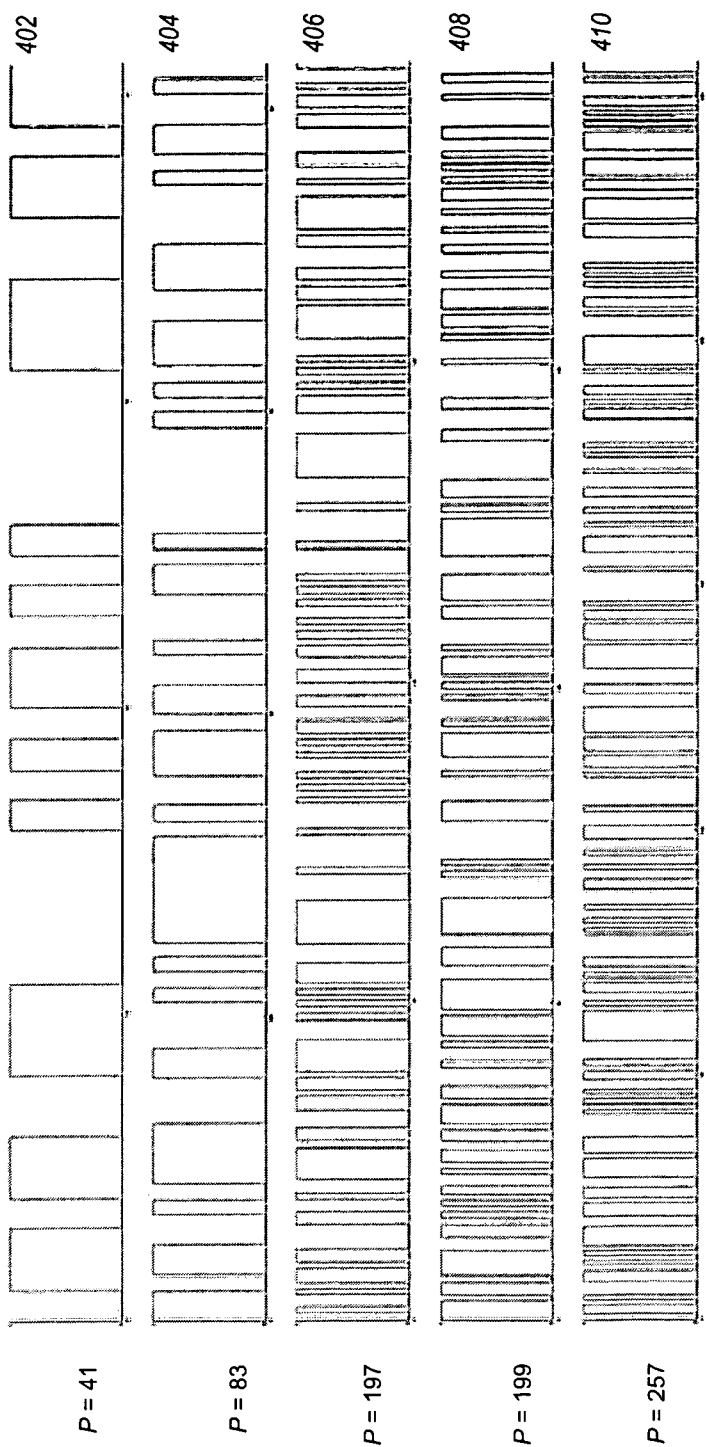 402
P = 41
404
P = 83
406
P = 197
408
P = 199
410
P = 257